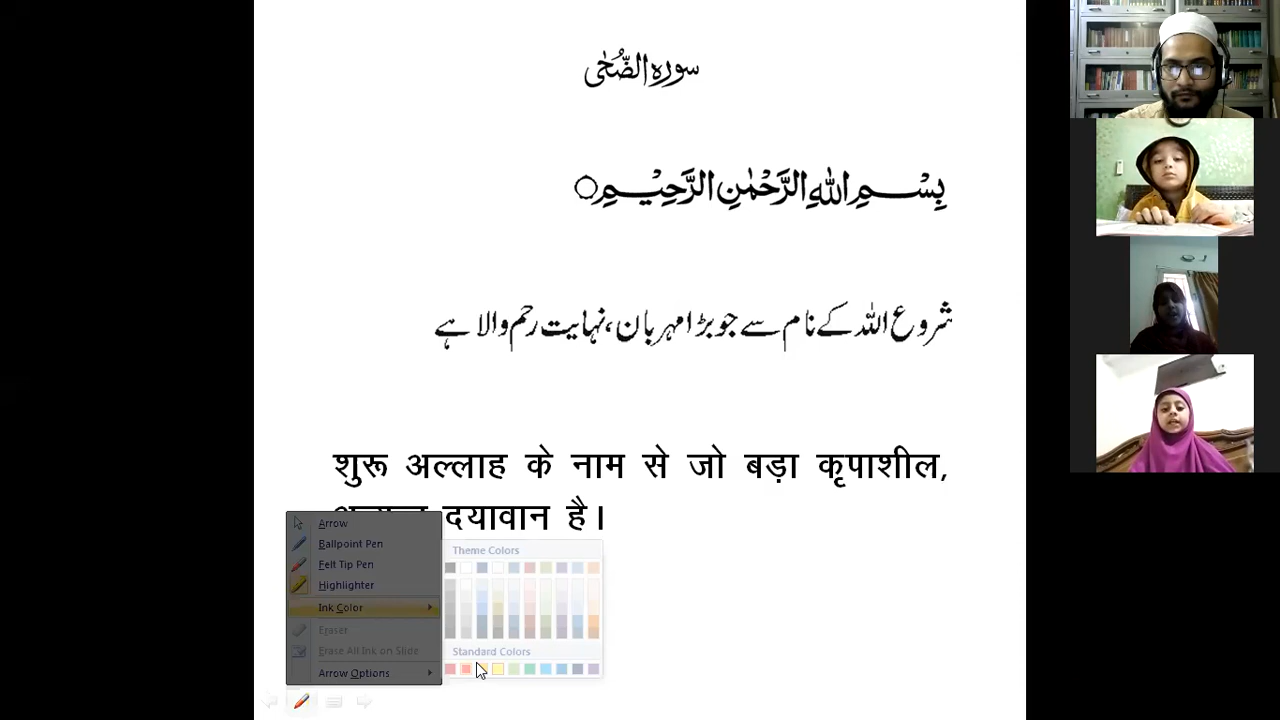 سورہ الضُّحٰی
بِسْمِ اللّٰهِ الرَّحْمٰنِ الرَّحِيْمِ○
شروع اللہ کے نام سے جو بڑا مہربان، نہایت رحم والا ہے
शुरू अल्लाह के नाम से जो बड़ा कृपाशील,
दयावान है।
Arrow
Ballpoint Pen
Felt Tip Pen
Highlighter
Ink Color
Eraser
Erase All Ink on Slide
Arrow Options
Theme Colors
Standard Colors